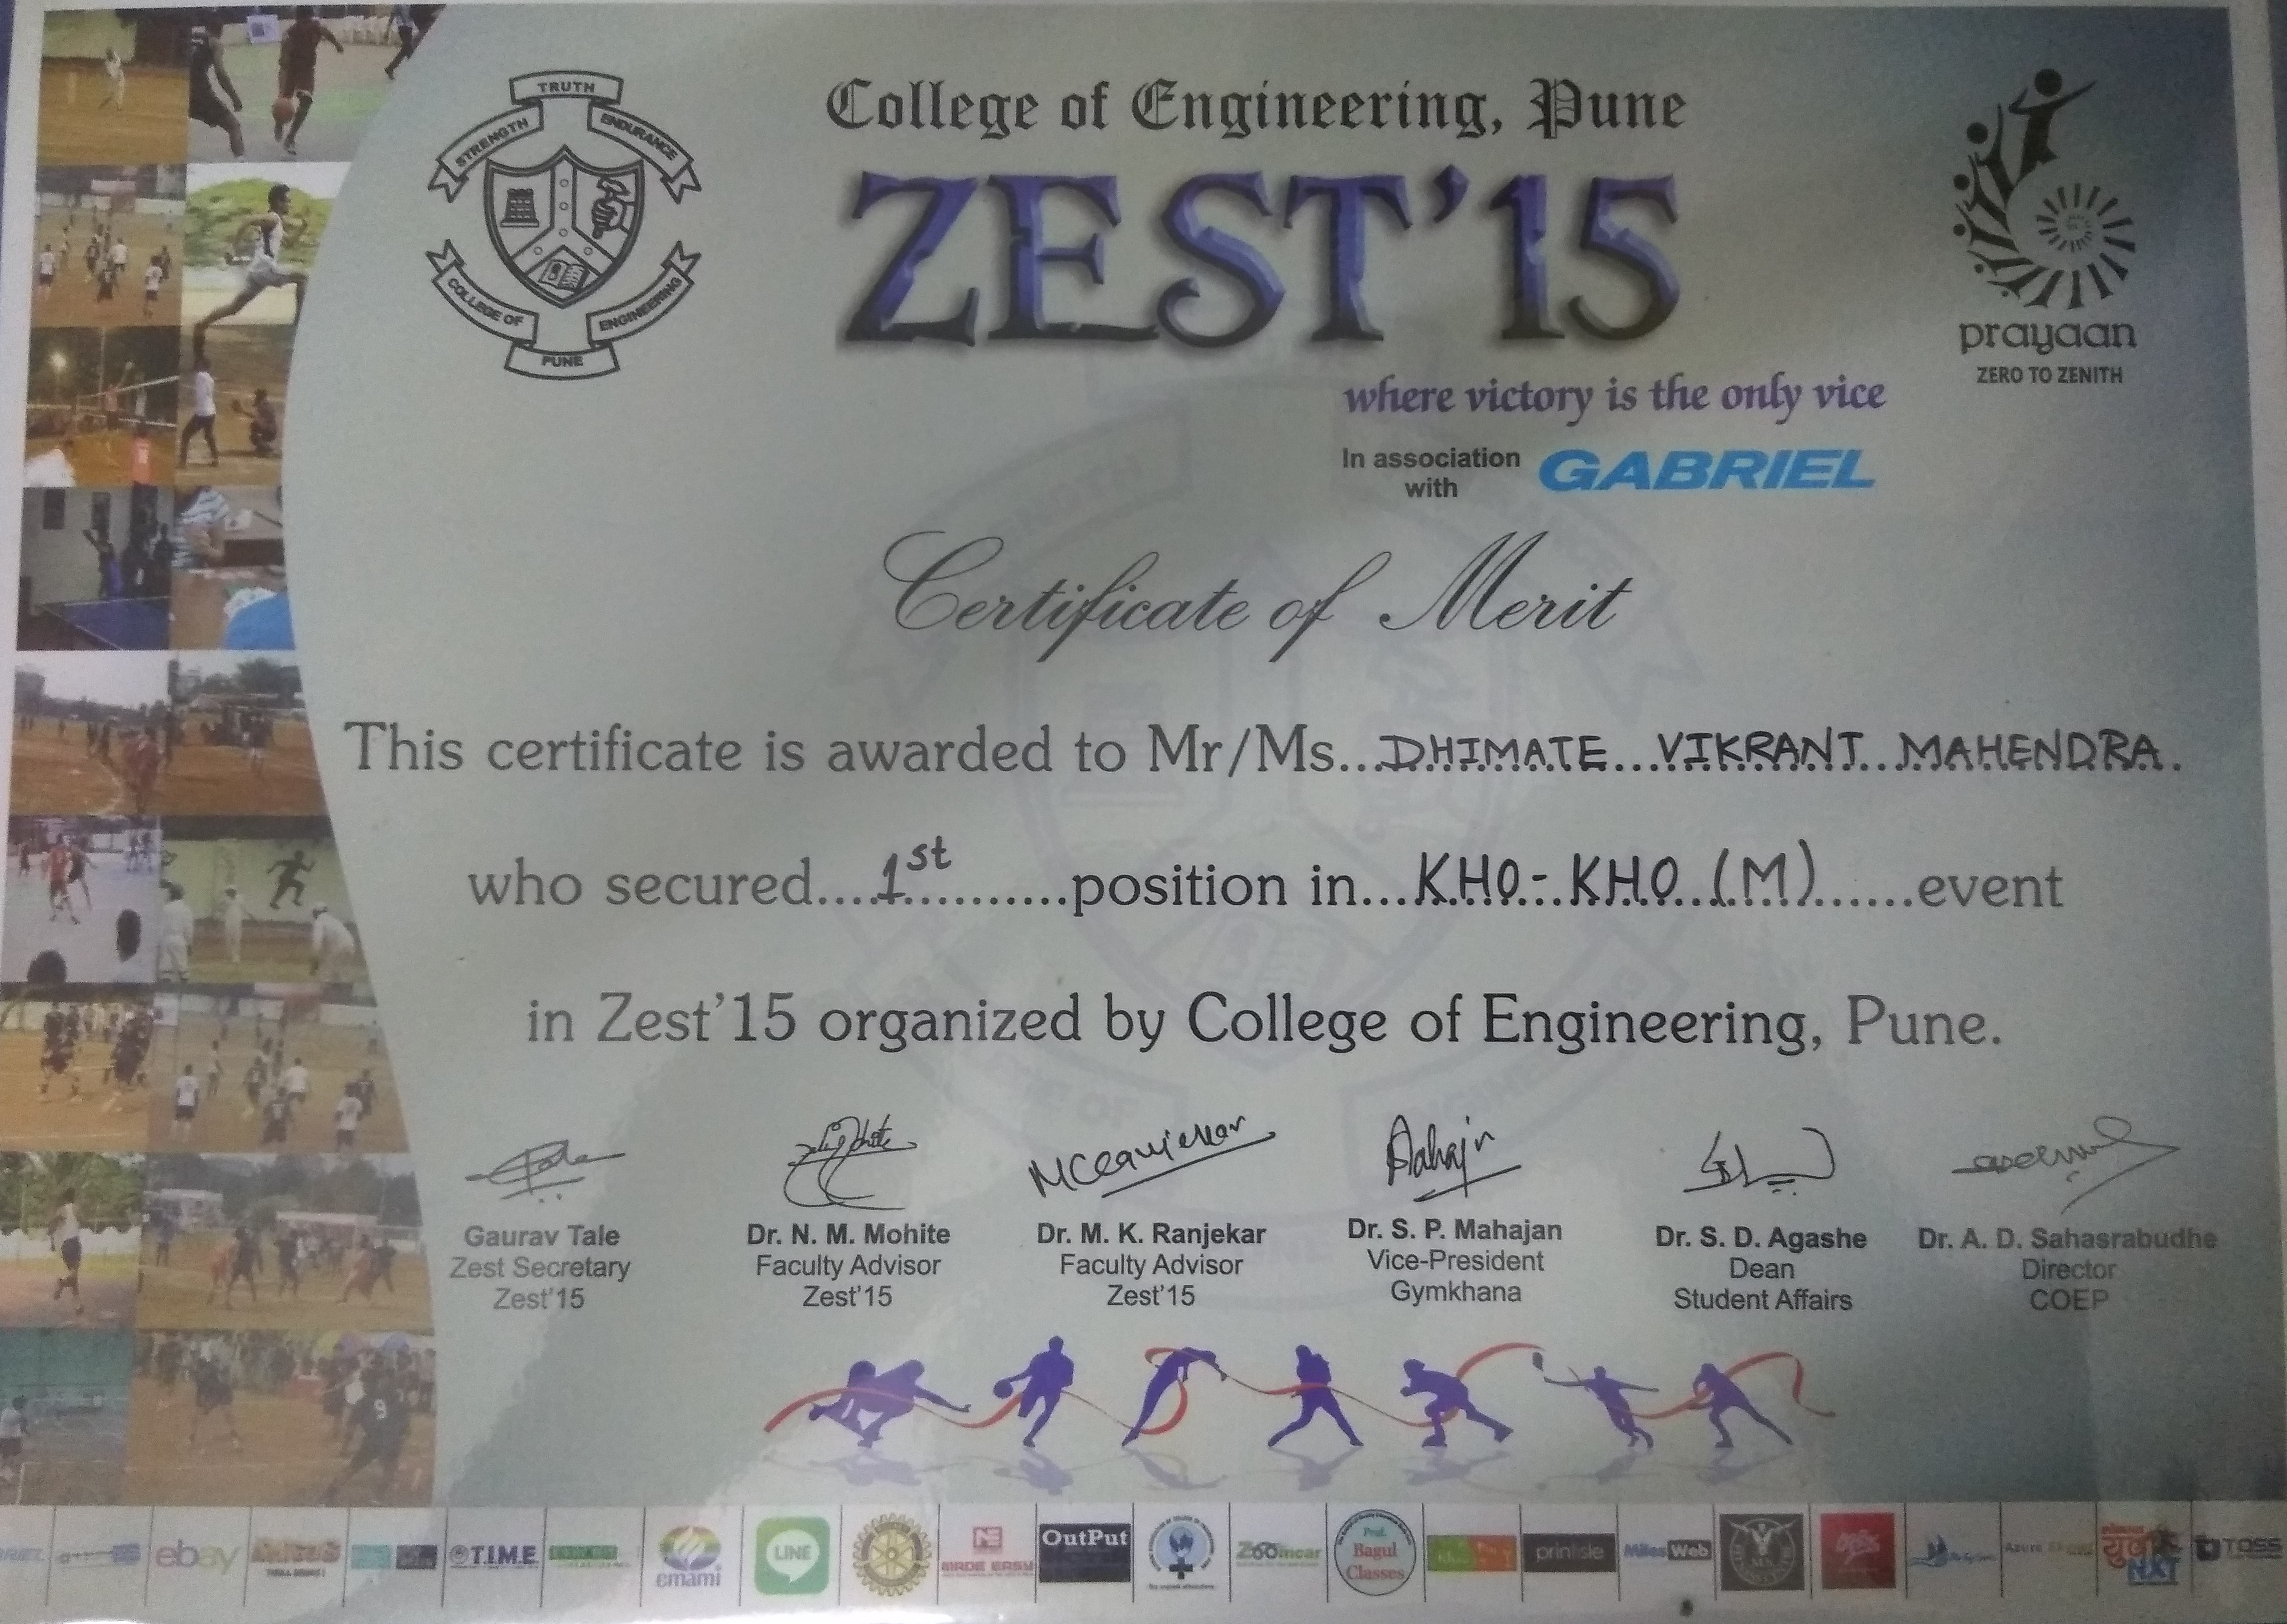 TRUTH
STRENGTH
ENDURANCE
COLLEGE OF
ENGINEERING
PUNE
College of Engineering, Pune
ZEST'15
where victory is the only vice
In association
with
GABRIEL
prayaan
ZERO TO ZENITH
Certificate of Merit
This certificate is awarded to Mr/Ms...DHIMATE...VIKRANT...MAHENDRA.
who secured....1st..........position in...KHO-KHO (M)......event
in Zest'15 organized by College of Engineering, Pune.
Gaurav Tale
Zest Secretary
Zest'15
Dr. N. M. Mohite
Faculty Advisor
Zest'15
Dr. M. K. Ranjekar
Faculty Advisor
Zest'15
Dr. S. P. Mahajan
Vice-President
Gymkhana
Dr. S. D. Agashe
Dean
Student Affairs
Dr. A. D. Sahasrabudhe
Director
COEP
9
ebay T.I.M.E. emami LINE MADE EASY OutPut Zoomcar Prof. Bagul Classes printisle MilesWeb युवा NXT TOSS